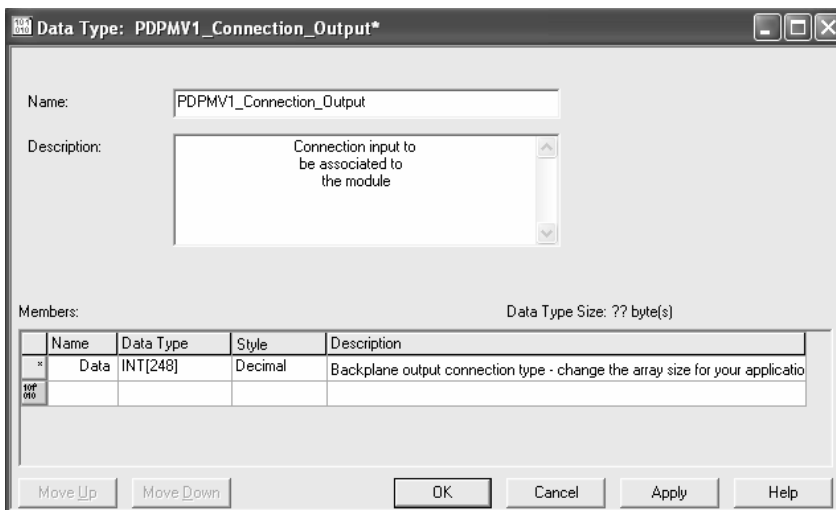 Data Type: PDPMV1_Connection_Output*
Name: PDPMV1_Connection_Output
Description: Connection input to
be associated to
the module
Members: Data Type Size: ?? byte(s)
Name Data Type Style Description
* Data INT[248] Decimal Backplane output connection type - change the array size for your applicatio
Move Up Move Down OK Cancel Apply Help